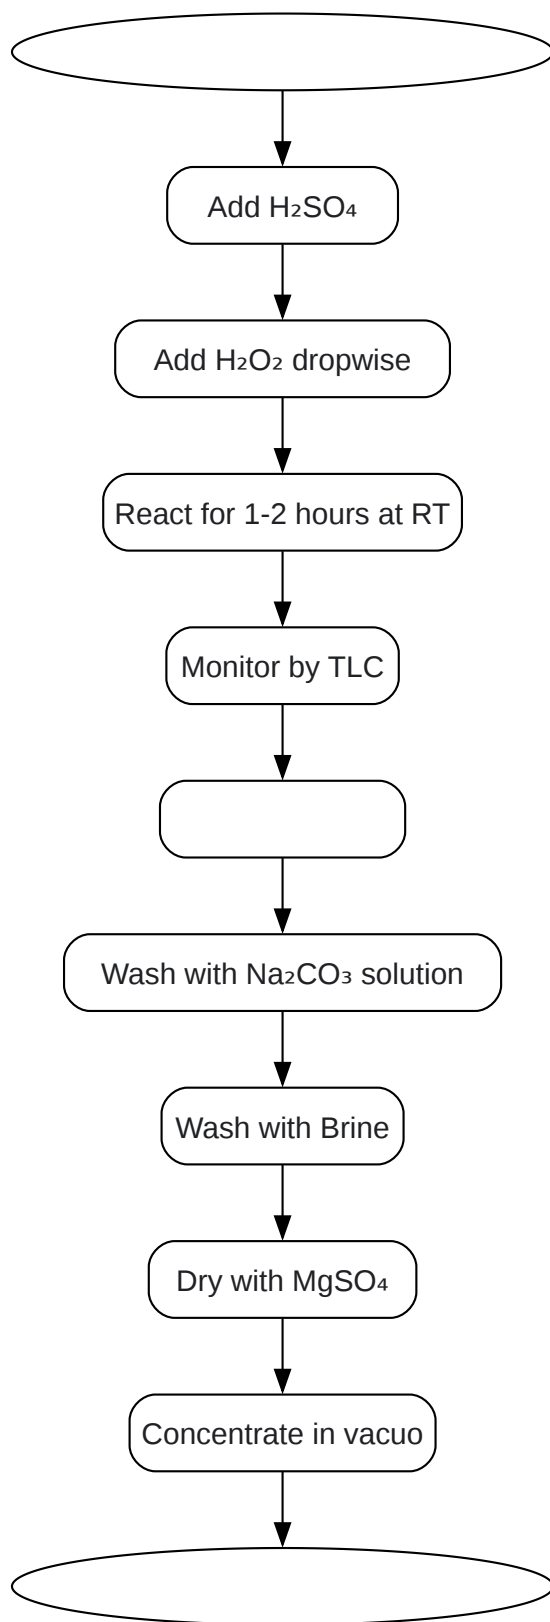 Add H₂SO₄
Add H₂O₂ dropwise
React for 1-2 hours at RT
Monitor by TLC
Wash with Na₂CO₃ solution
Wash with Brine
Dry with MgSO₄
Concentrate in vacuo